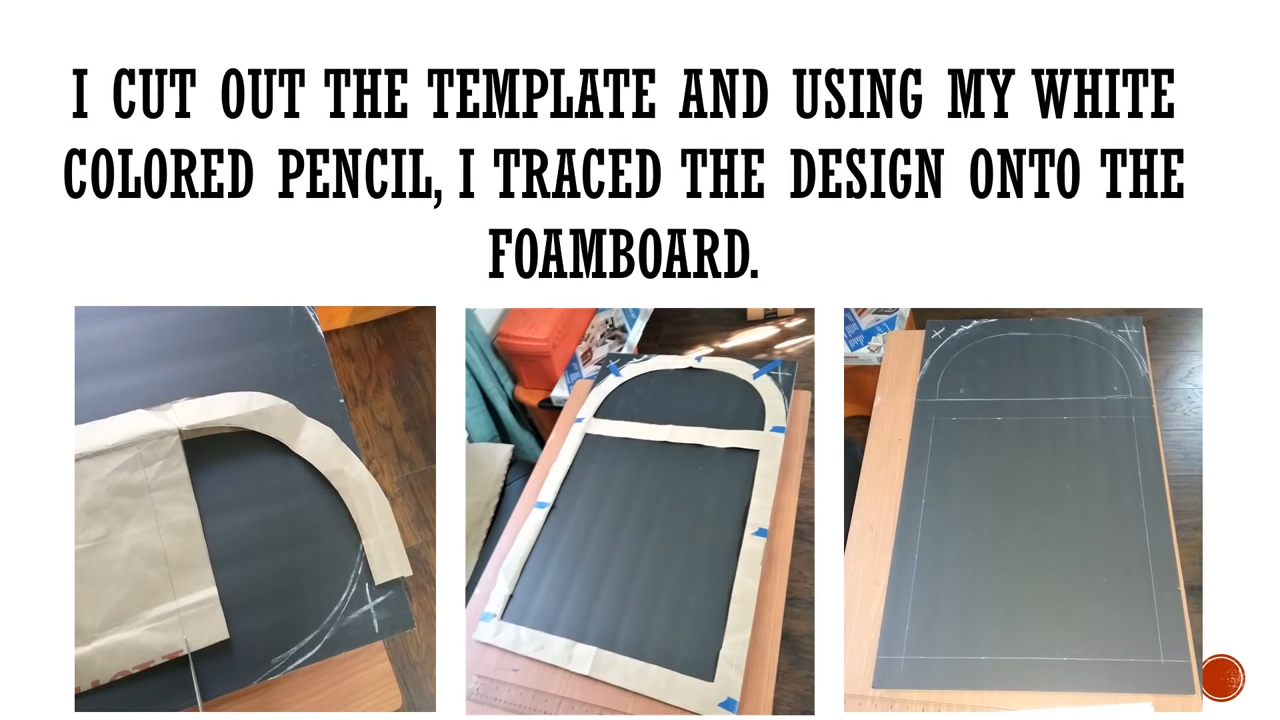 I CUT OUT THE TEMPLATE AND USING MY WHITE
COLORED PENCIL, I TRACED THE DESIGN ONTO THE
FOAMBOARD.